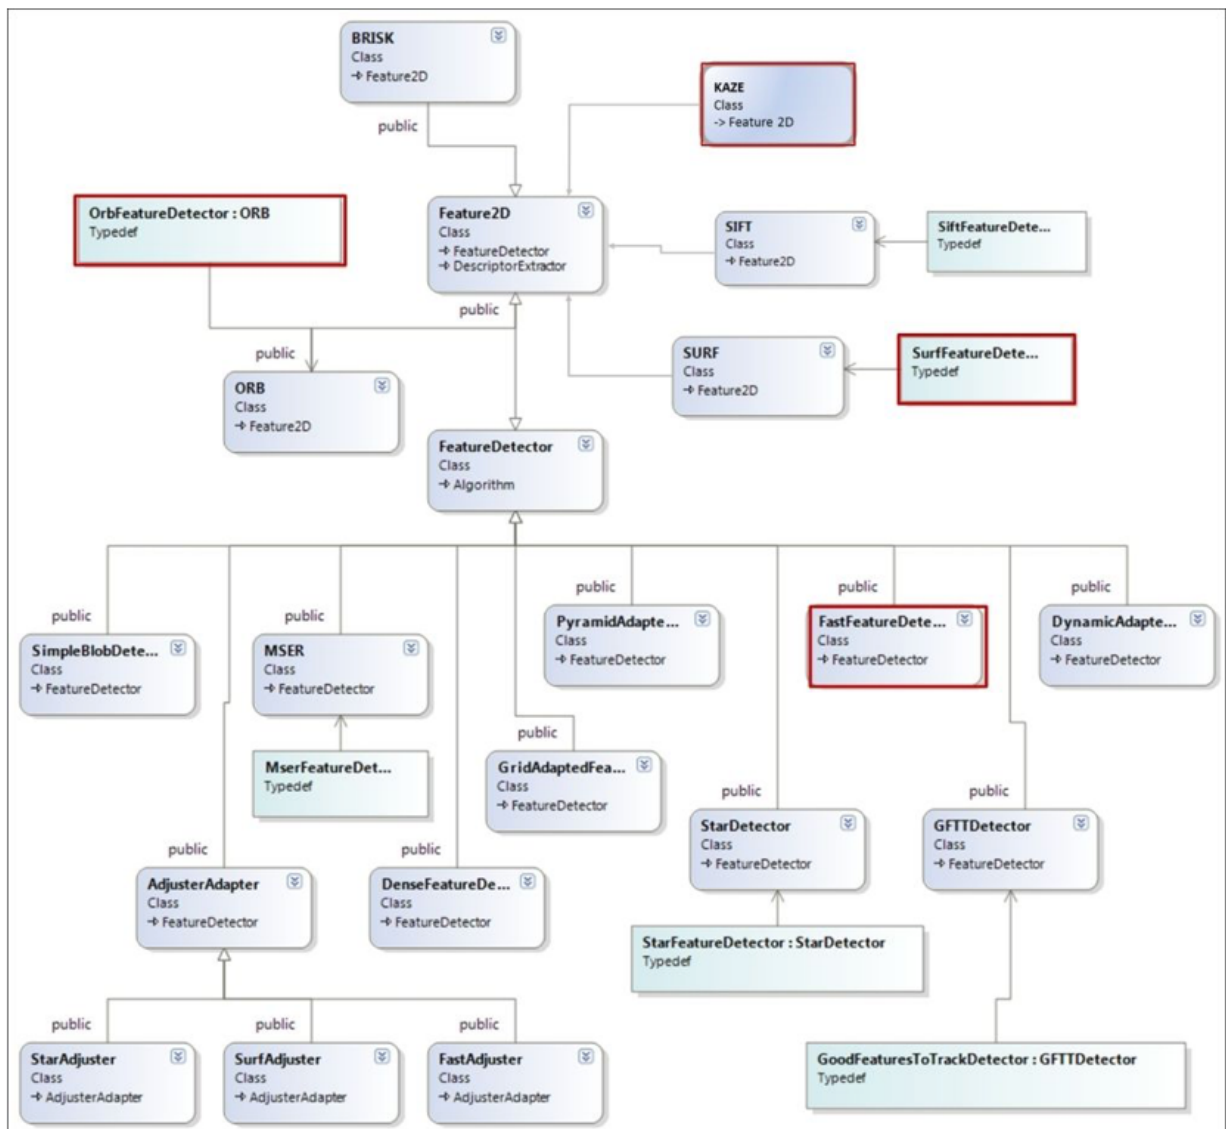 BRISK
Class
Feature2D
public
KAZE
Class
-> Feature 2D
OrbFeatureDetector : ORB
Typedef
Feature2D
Class
FeatureDetector
DescriptorExtractor
SIFT
Class
Feature2D
SiftFeatureDete...
Typedef
public
public
ORB
Class
Feature2D
SURF
Class
Feature2D
SurfFeatureDete...
Typedef
FeatureDetector
Class
Algorithm
public
SimpleBlobDete...
Class
FeatureDetector
public
MSER
Class
FeatureDetector
public
PyramidAdapte...
Class
FeatureDetector
public
FastFeatureDete...
Class
FeatureDetector
public
DynamicAdapte...
Class
FeatureDetector
MserFeatureDet...
Typedef
public
GridAdaptedFea...
Class
FeatureDetector
public
StarDetector
Class
FeatureDetector
public
GFTTDetector
Class
FeatureDetector
public
AdjusterAdapter
Class
FeatureDetector
public
DenseFeatureDe...
Class
FeatureDetector
StarFeatureDetector : StarDetector
Typedef
public
StarAdjuster
Class
AdjusterAdapter
public
SurfAdjuster
Class
AdjusterAdapter
public
FastAdjuster
Class
AdjusterAdapter
GoodFeaturesToTrackDetector : GFTTDetector
Typedef